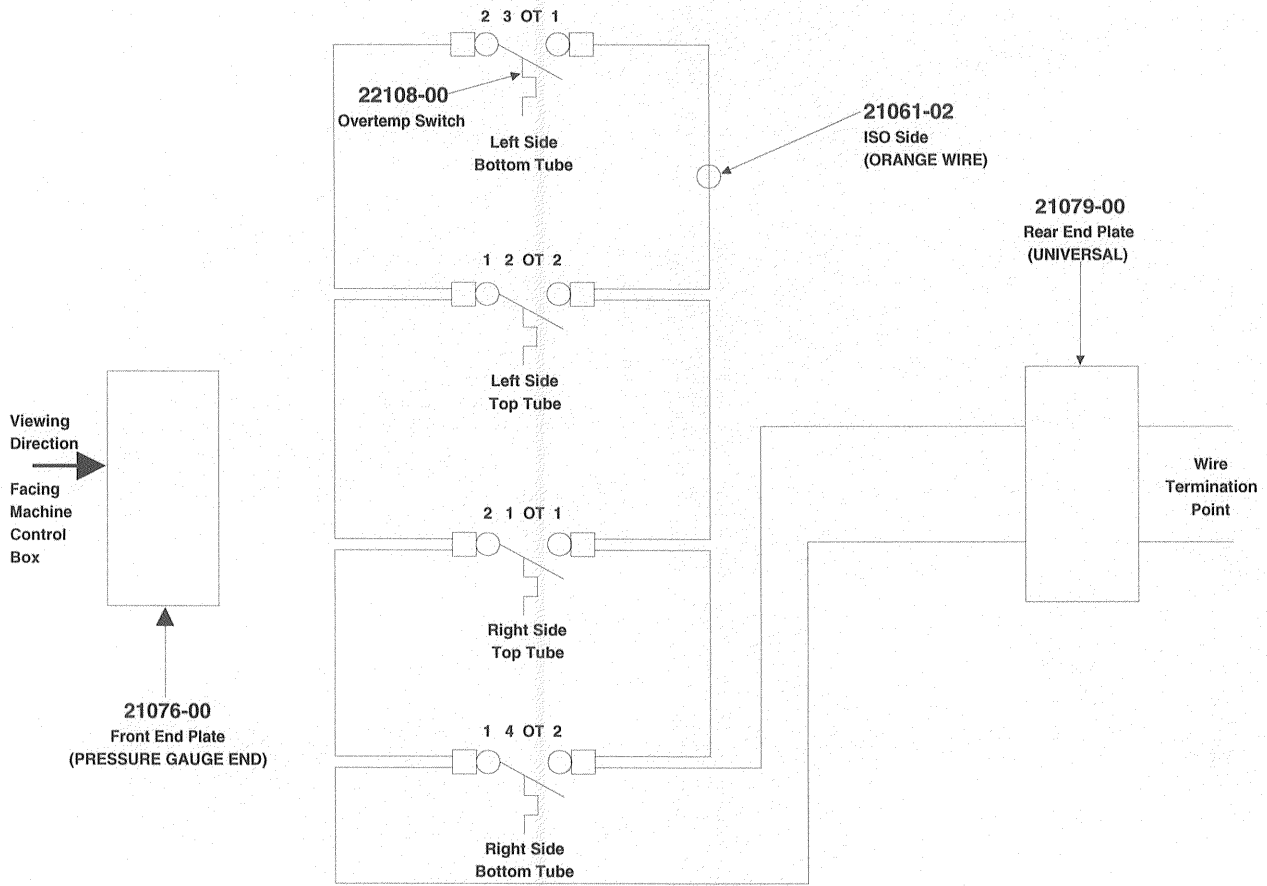 2 3 OT 1
22108-00
Overtemp Switch
Left Side
Bottom Tube
21061-02
ISO Side
(ORANGE WIRE)
21079-00
Rear End Plate
(UNIVERSAL)
1 2 OT 2
Left Side
Top Tube
Viewing
Direction
Facing
Machine
Control
Box
Wire
Termination
Point
2 1 OT 1
Right Side
Top Tube
21076-00
Front End Plate
(PRESSURE GAUGE END)
1 4 OT 2
Right Side
Bottom Tube